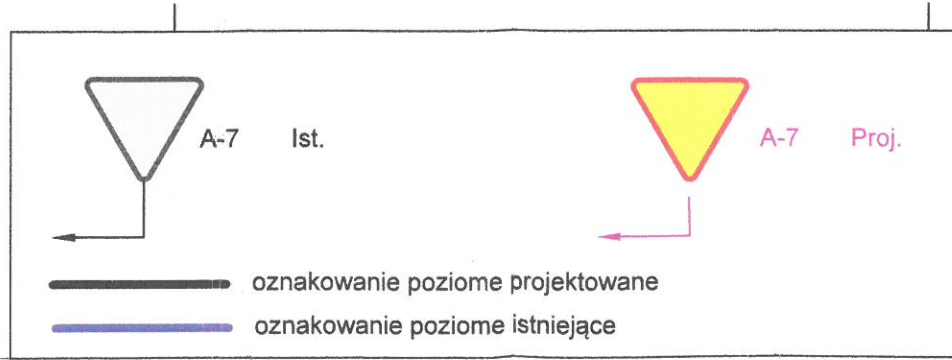 A-7 Ist.
A-7 Proj.
oznakowanie poziome projektowane
oznakowanie poziome istniejące